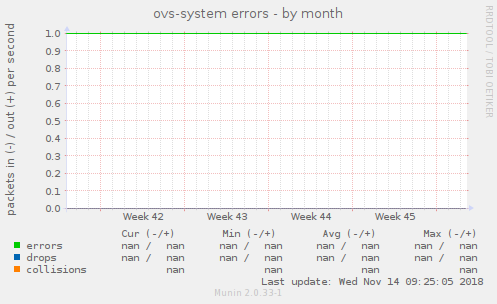 ovs-system errors - by month
RRDTOOL / TOBI OETIKER
packets in (-) / out (+) per second
1.0
0.9
0.8
0.7
0.6
0.5
0.4
0.3
0.2
0.1
0.0
Week 42 Week 43 Week 44 Week 45
Cur (-/+) Min (-/+) Avg (-/+) Max (-/+)
errors nan / nan nan / nan nan / nan nan / nan
drops nan / nan nan / nan nan / nan nan / nan
collisions nan nan nan nan
Last update: Wed Nov 14 09:25:05 2018
Munin 2.0.33-1